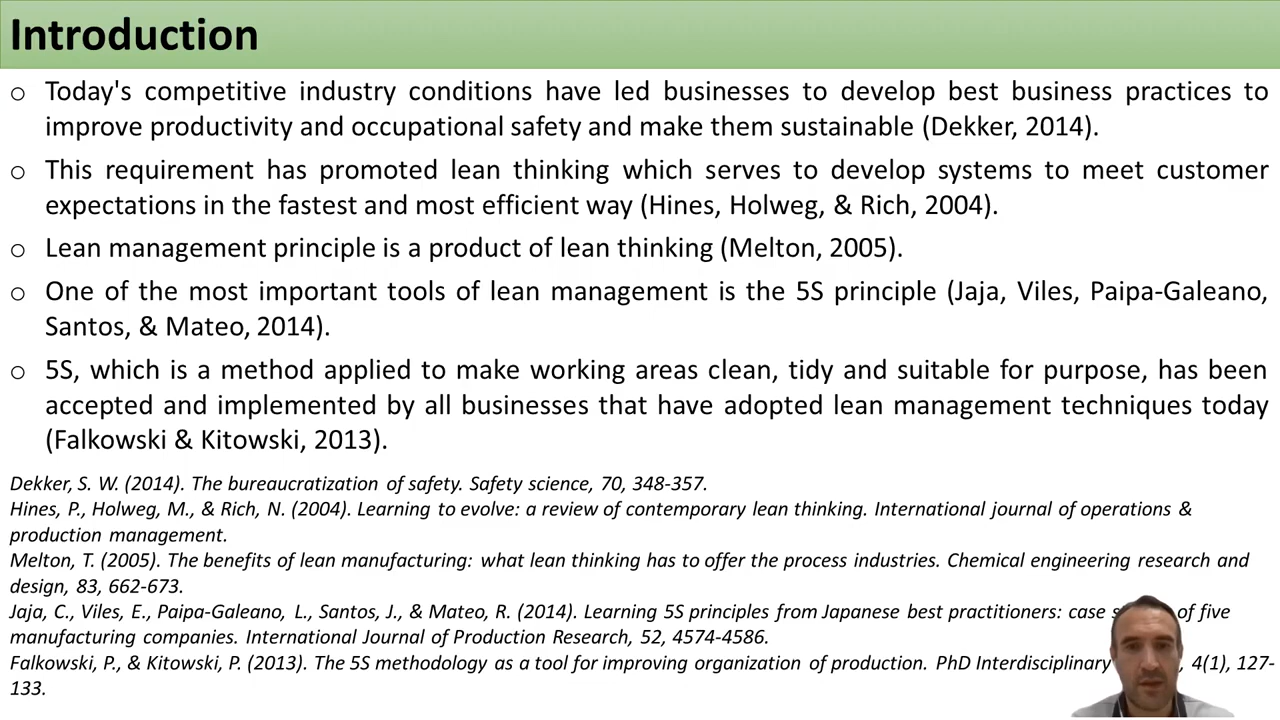 Introduction
o Today's competitive industry conditions have led businesses to develop best business practices to
improve productivity and occupational safety and make them sustainable (Dekker, 2014).
o This requirement has promoted lean thinking which serves to develop systems to meet customer
expectations in the fastest and most efficient way (Hines, Holweg, & Rich, 2004).
o Lean management principle is a product of lean thinking (Melton, 2005).
o One of the most important tools of lean management is the 5S principle (Jaja, Viles, Paipa-Galeano,
Santos, & Mateo, 2014).
o 5S, which is a method applied to make working areas clean, tidy and suitable for purpose, has been
accepted and implemented by all businesses that have adopted lean management techniques today
(Falkowski & Kitowski, 2013).
Dekker, S. W. (2014). The bureaucratization of safety. Safety science, 70, 348-357.
Hines, P., Holweg, M., & Rich, N. (2004). Learning to evolve: a review of contemporary lean thinking. International journal of operations &
production management.
Melton, T. (2005). The benefits of lean manufacturing: what lean thinking has to offer the process industries. Chemical engineering research and
design, 83, 662-673.
Jaja, C., Viles, E., Paipa-Galeano, L., Santos, J., & Mateo, R. (2014). Learning 5S principles from Japanese best practitioners: case of five
manufacturing companies. International Journal of Production Research, 52, 4574-4586.
Falkowski, P., & Kitowski, P. (2013). The 5S methodology as a tool for improving organization of production. PhD Interdisciplinary , 4(1), 127-
133.